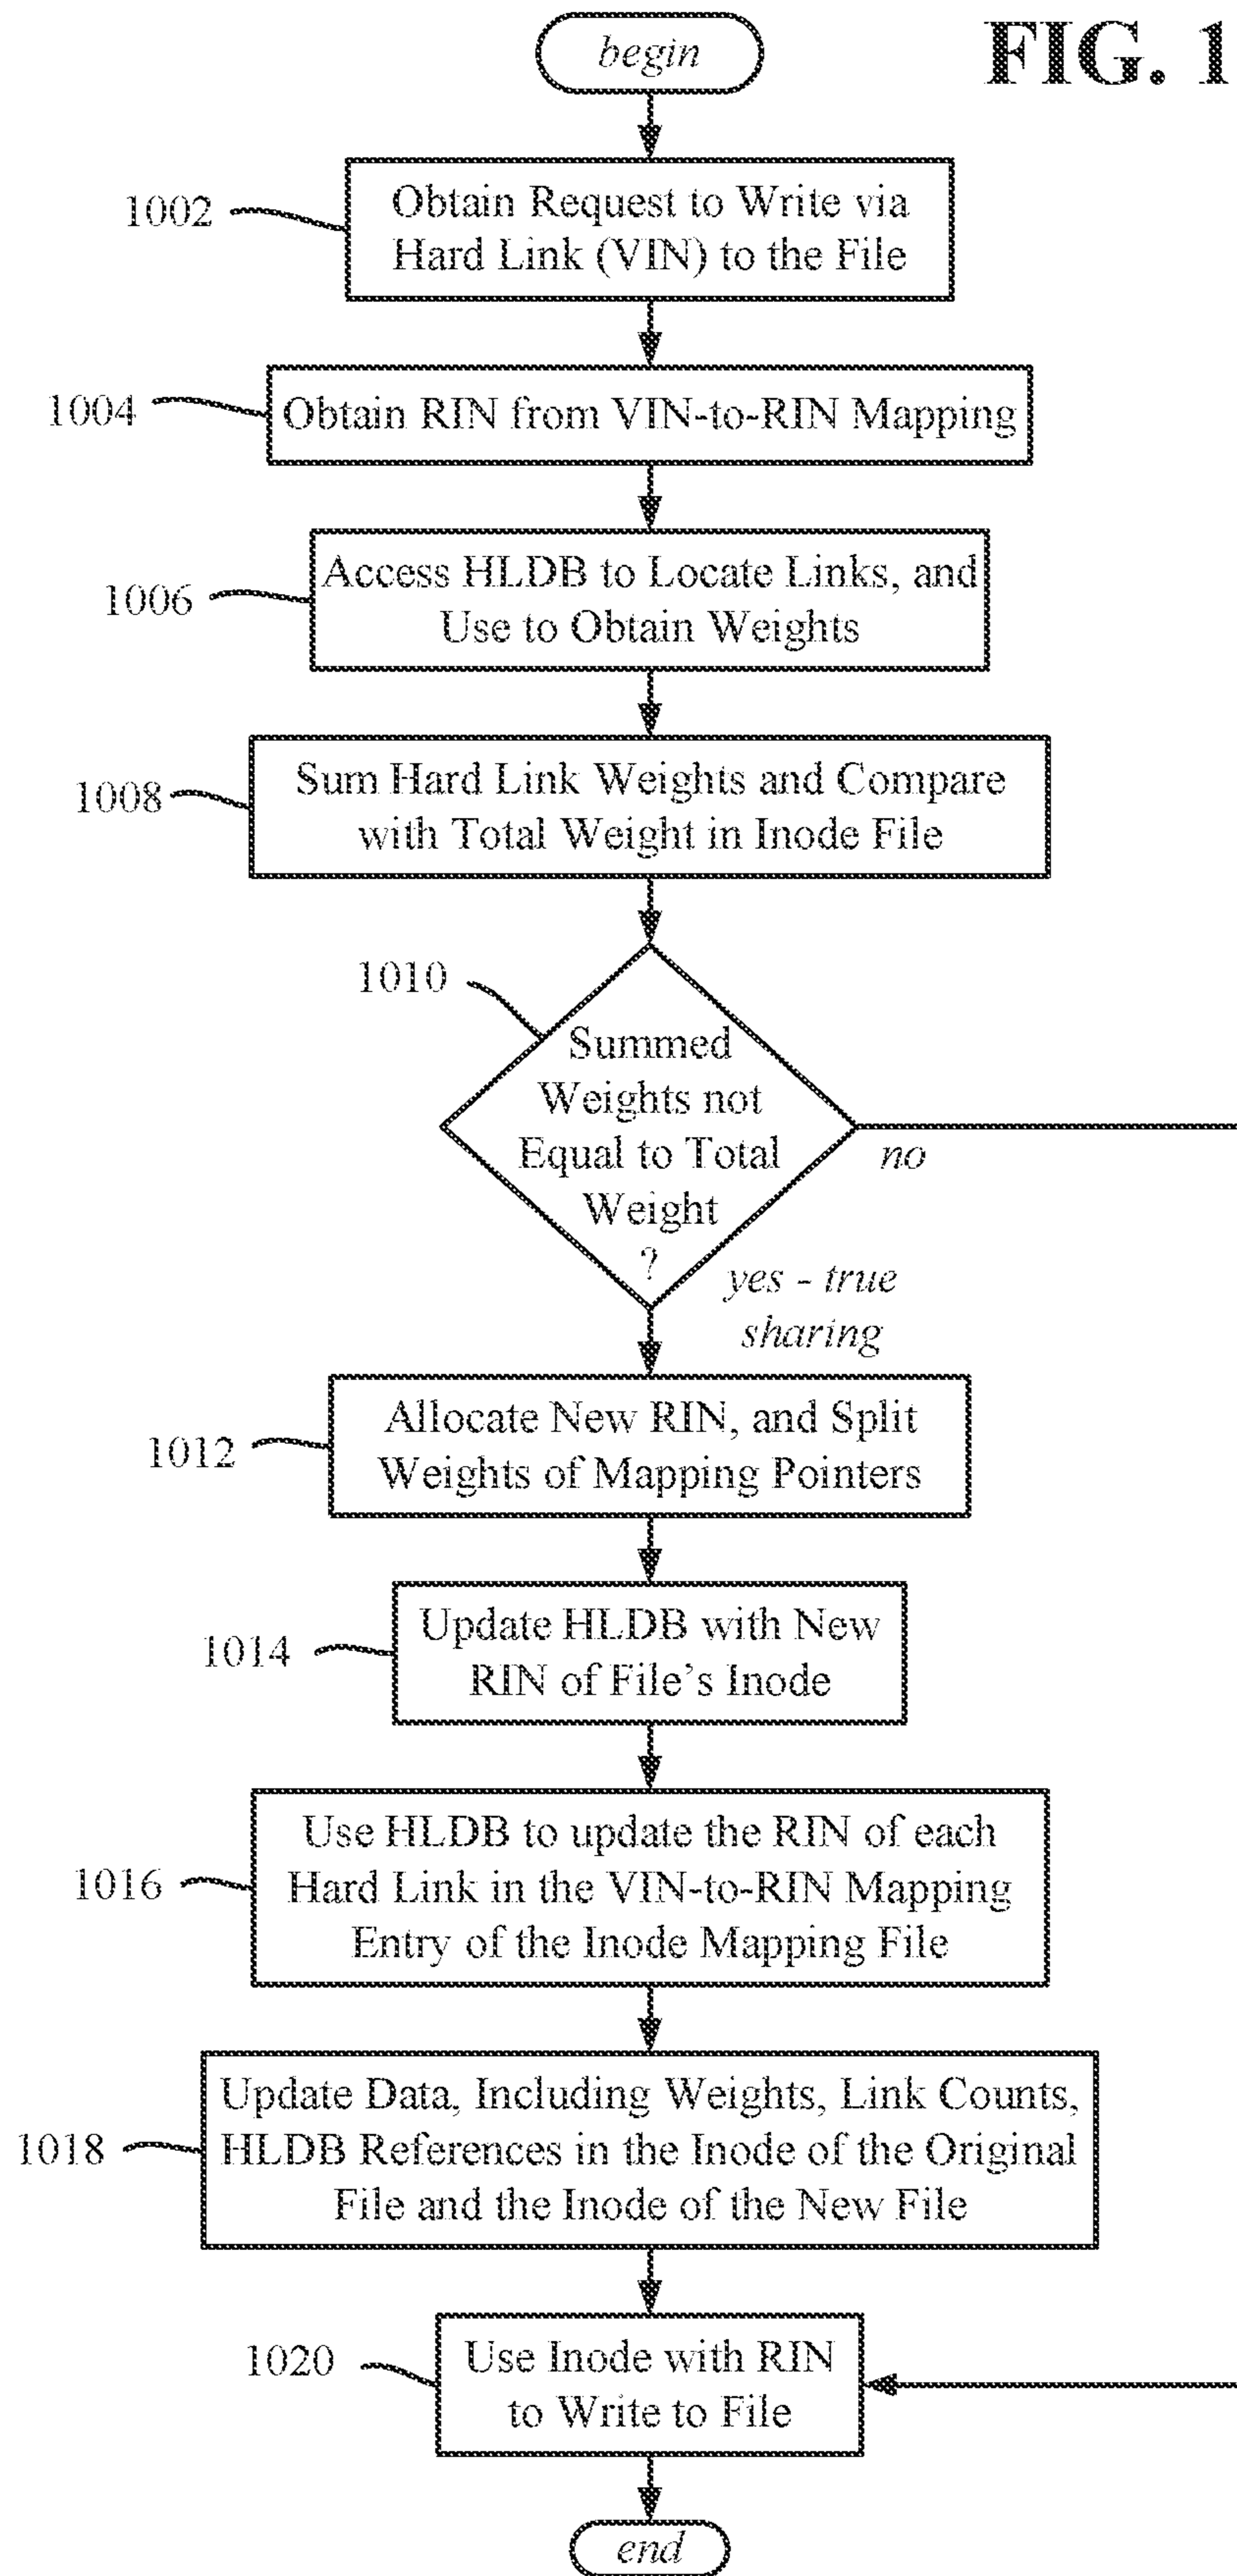 FIG. 1
begin
1002
Obtain Request to Write via
Hard Link (VIN) to the File
1004
Obtain RIN from VIN-to-RIN Mapping
1006
Access HLDB to Locate Links, and
Use to Obtain Weights
1008
Sum Hard Link Weights and Compare
with Total Weight in Inode File
1010
Summed
Weights not
Equal to Total
Weight
?
no
yes - true
sharing
1012
Allocate New RIN, and Split
Weights of Mapping Pointers
1014
Update HLDB with New
RIN of File's Inode
1016
Use HLDB to update the RIN of each
Hard Link in the VIN-to-RIN Mapping
Entry of the Inode Mapping File
1018
Update Data, Including Weights, Link Counts,
HLDB References in the Inode of the Original
File and the Inode of the New File
1020
Use Inode with RIN
to Write to File
end